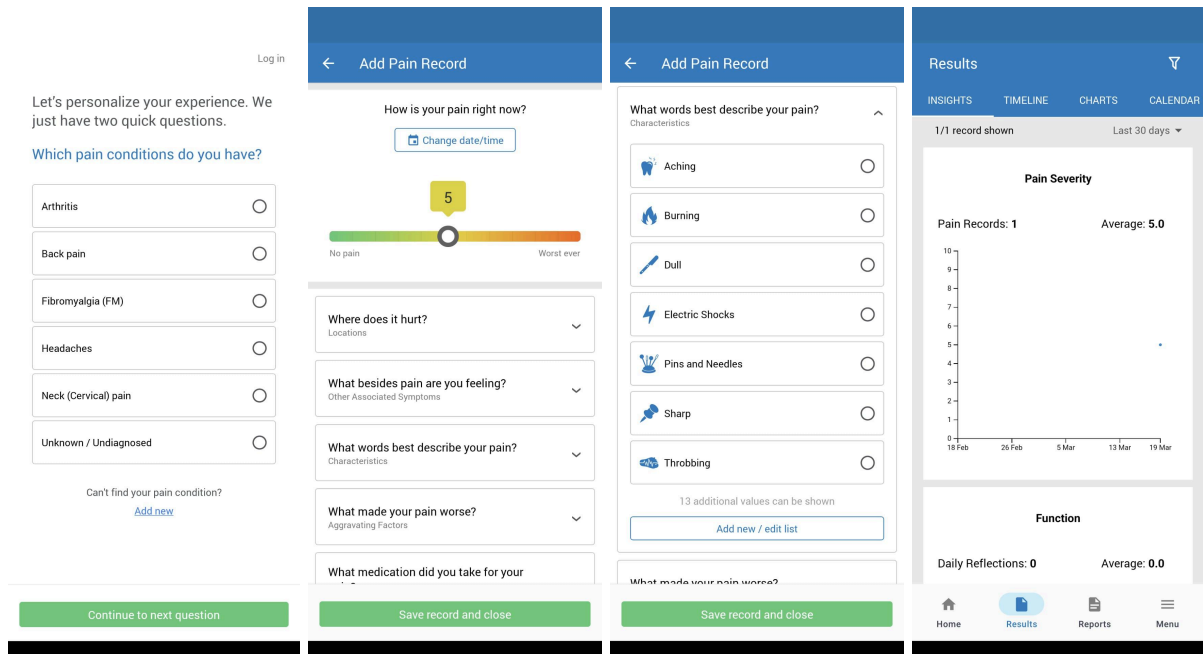 Log in
Let's personalize your experience. We
just have two quick questions.
Which pain conditions do you have?
Arthritis
Back pain
Fibromyalgia (FM)
Headaches
Neck (Cervical) pain
Unknown / Undiagnosed
Can't find your pain condition?
Add new
Continue to next question
Add Pain Record
How is your pain right now?
Change date/time
5
No pain
Worst ever
Where does it hurt?
Locations
What besides pain are you feeling?
Other Associated Symptoms
What words best describe your pain?
Characteristics
What made your pain worse?
Aggravating Factors
What medication did you take for your
Save record and close
Add Pain Record
What words best describe your pain?
Characteristics
Aching
Burning
Dull
Electric Shocks
Pins and Needles
Sharp
Throbbing
13 additional values can be shown
Add new / edit list
What made your pain worse?
Save record and close
Results
INSIGHTS TIMELINE CHARTS CALENDAR
1/1 record shown Last 30 days
Pain Severity
Pain Records: 1 Average: 5.0
10
9
8
7
6
5
4
3
2
1
0
18 Feb 26 Feb 5 Mar 13 Mar 19 Mar
Function
Daily Reflections: 0 Average: 0.0
Home Results Reports Menu